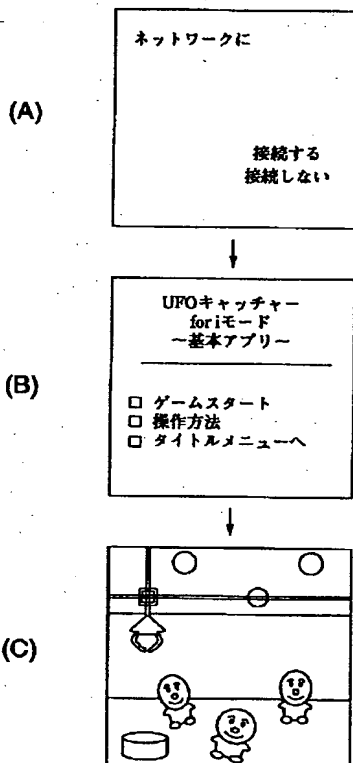 (A)
ネットワークに
接続する
接続しない
(B)
UFOキャッチャー
for iモード
~基本アプリ~
□ ゲームスタート
□ 操作方法
□ タイトルメニューへ
(C)